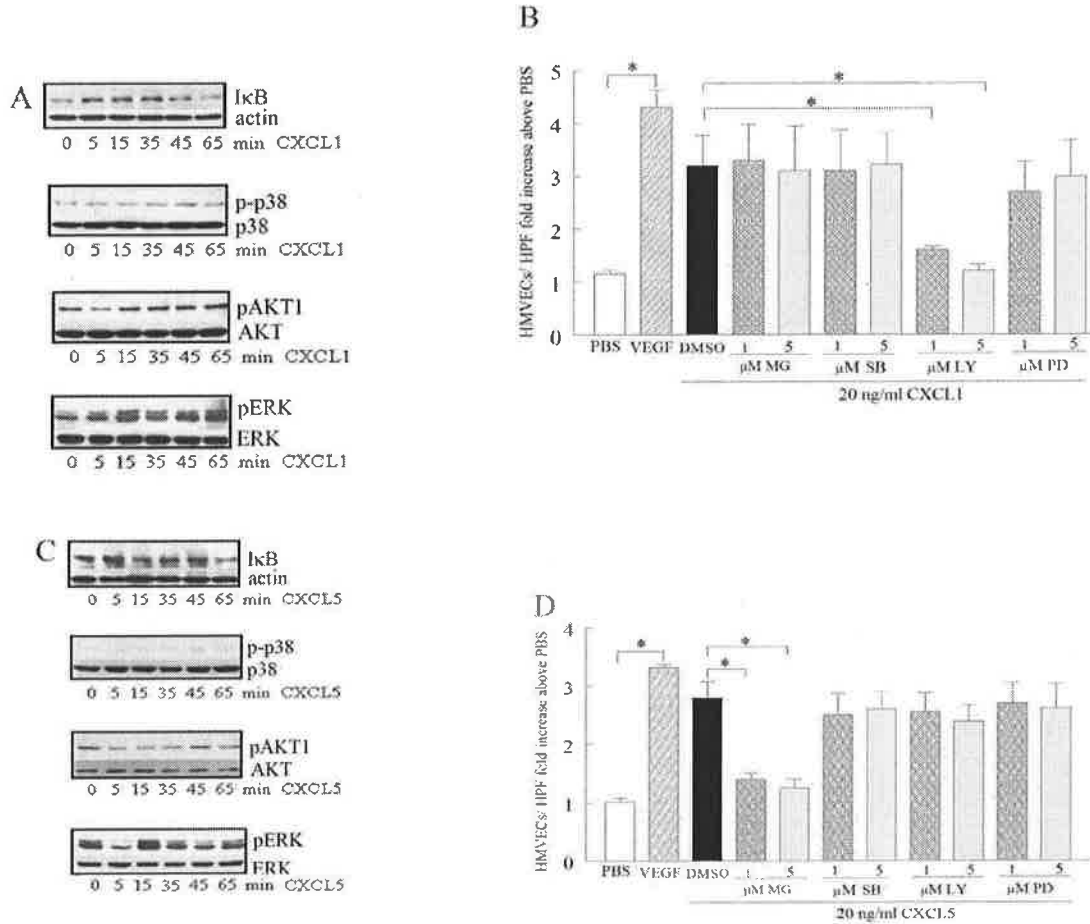 A
IκB
actin
0 5 15 35 45 65 min CXCL1
p-p38
p38
0 5 15 35 45 65 min CXCL1
pAKT1
AKT
0 5 15 35 45 65 min CXCL1
pERK
ERK
0 5 15 35 45 65 min CXCL1
B
HMVECs/ HPF fold increase above PBS
5
4
3
2
1
0
* * *
PBS VEGF DMSO 1 5 1 5 1 5 1 5
µM MG µM SB µM LY µM PD
20 ng/ml CXCL1
C
IκB
actin
0 5 15 35 45 65 min CXCL5
p-p38
p38
0 5 15 35 45 65 min CXCL5
pAKT1
AKT
0 5 15 35 45 65 min CXCL5
pERK
ERK
0 5 15 35 45 65 min CXCL5
D
HMVECs/ HPF fold increase above PBS
4
3
2
1
0
* * *
PBS VEGF DMSO 1 5 1 5 1 5 1 5
µM MG µM SB µM LY µM PD
20 ng/ml CXCL5